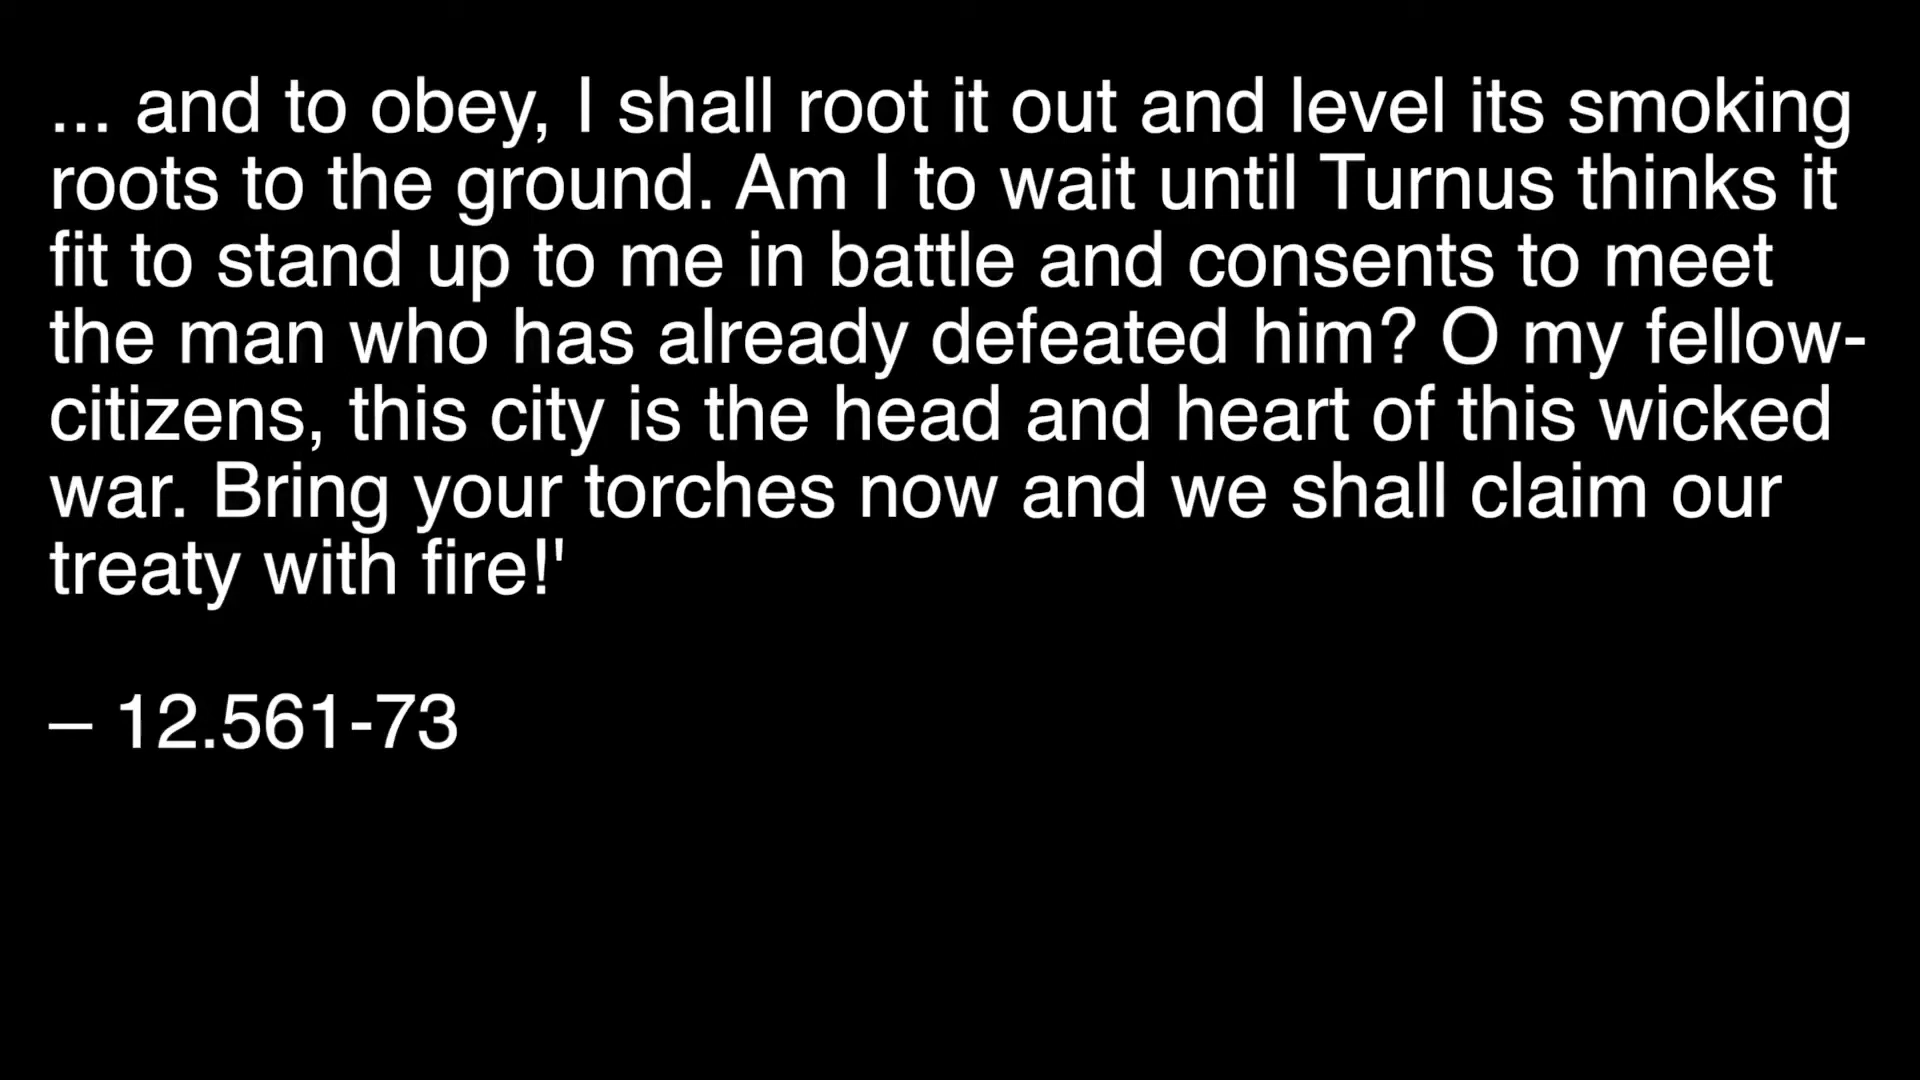 ... and to obey, I shall root it out and level its smoking
roots to the ground. Am I to wait until Turnus thinks it
fit to stand up to me in battle and consents to meet
the man who has already defeated him? O my fellow-
citizens, this city is the head and heart of this wicked
war. Bring your torches now and we shall claim our
treaty with fire!'
– 12.561-73